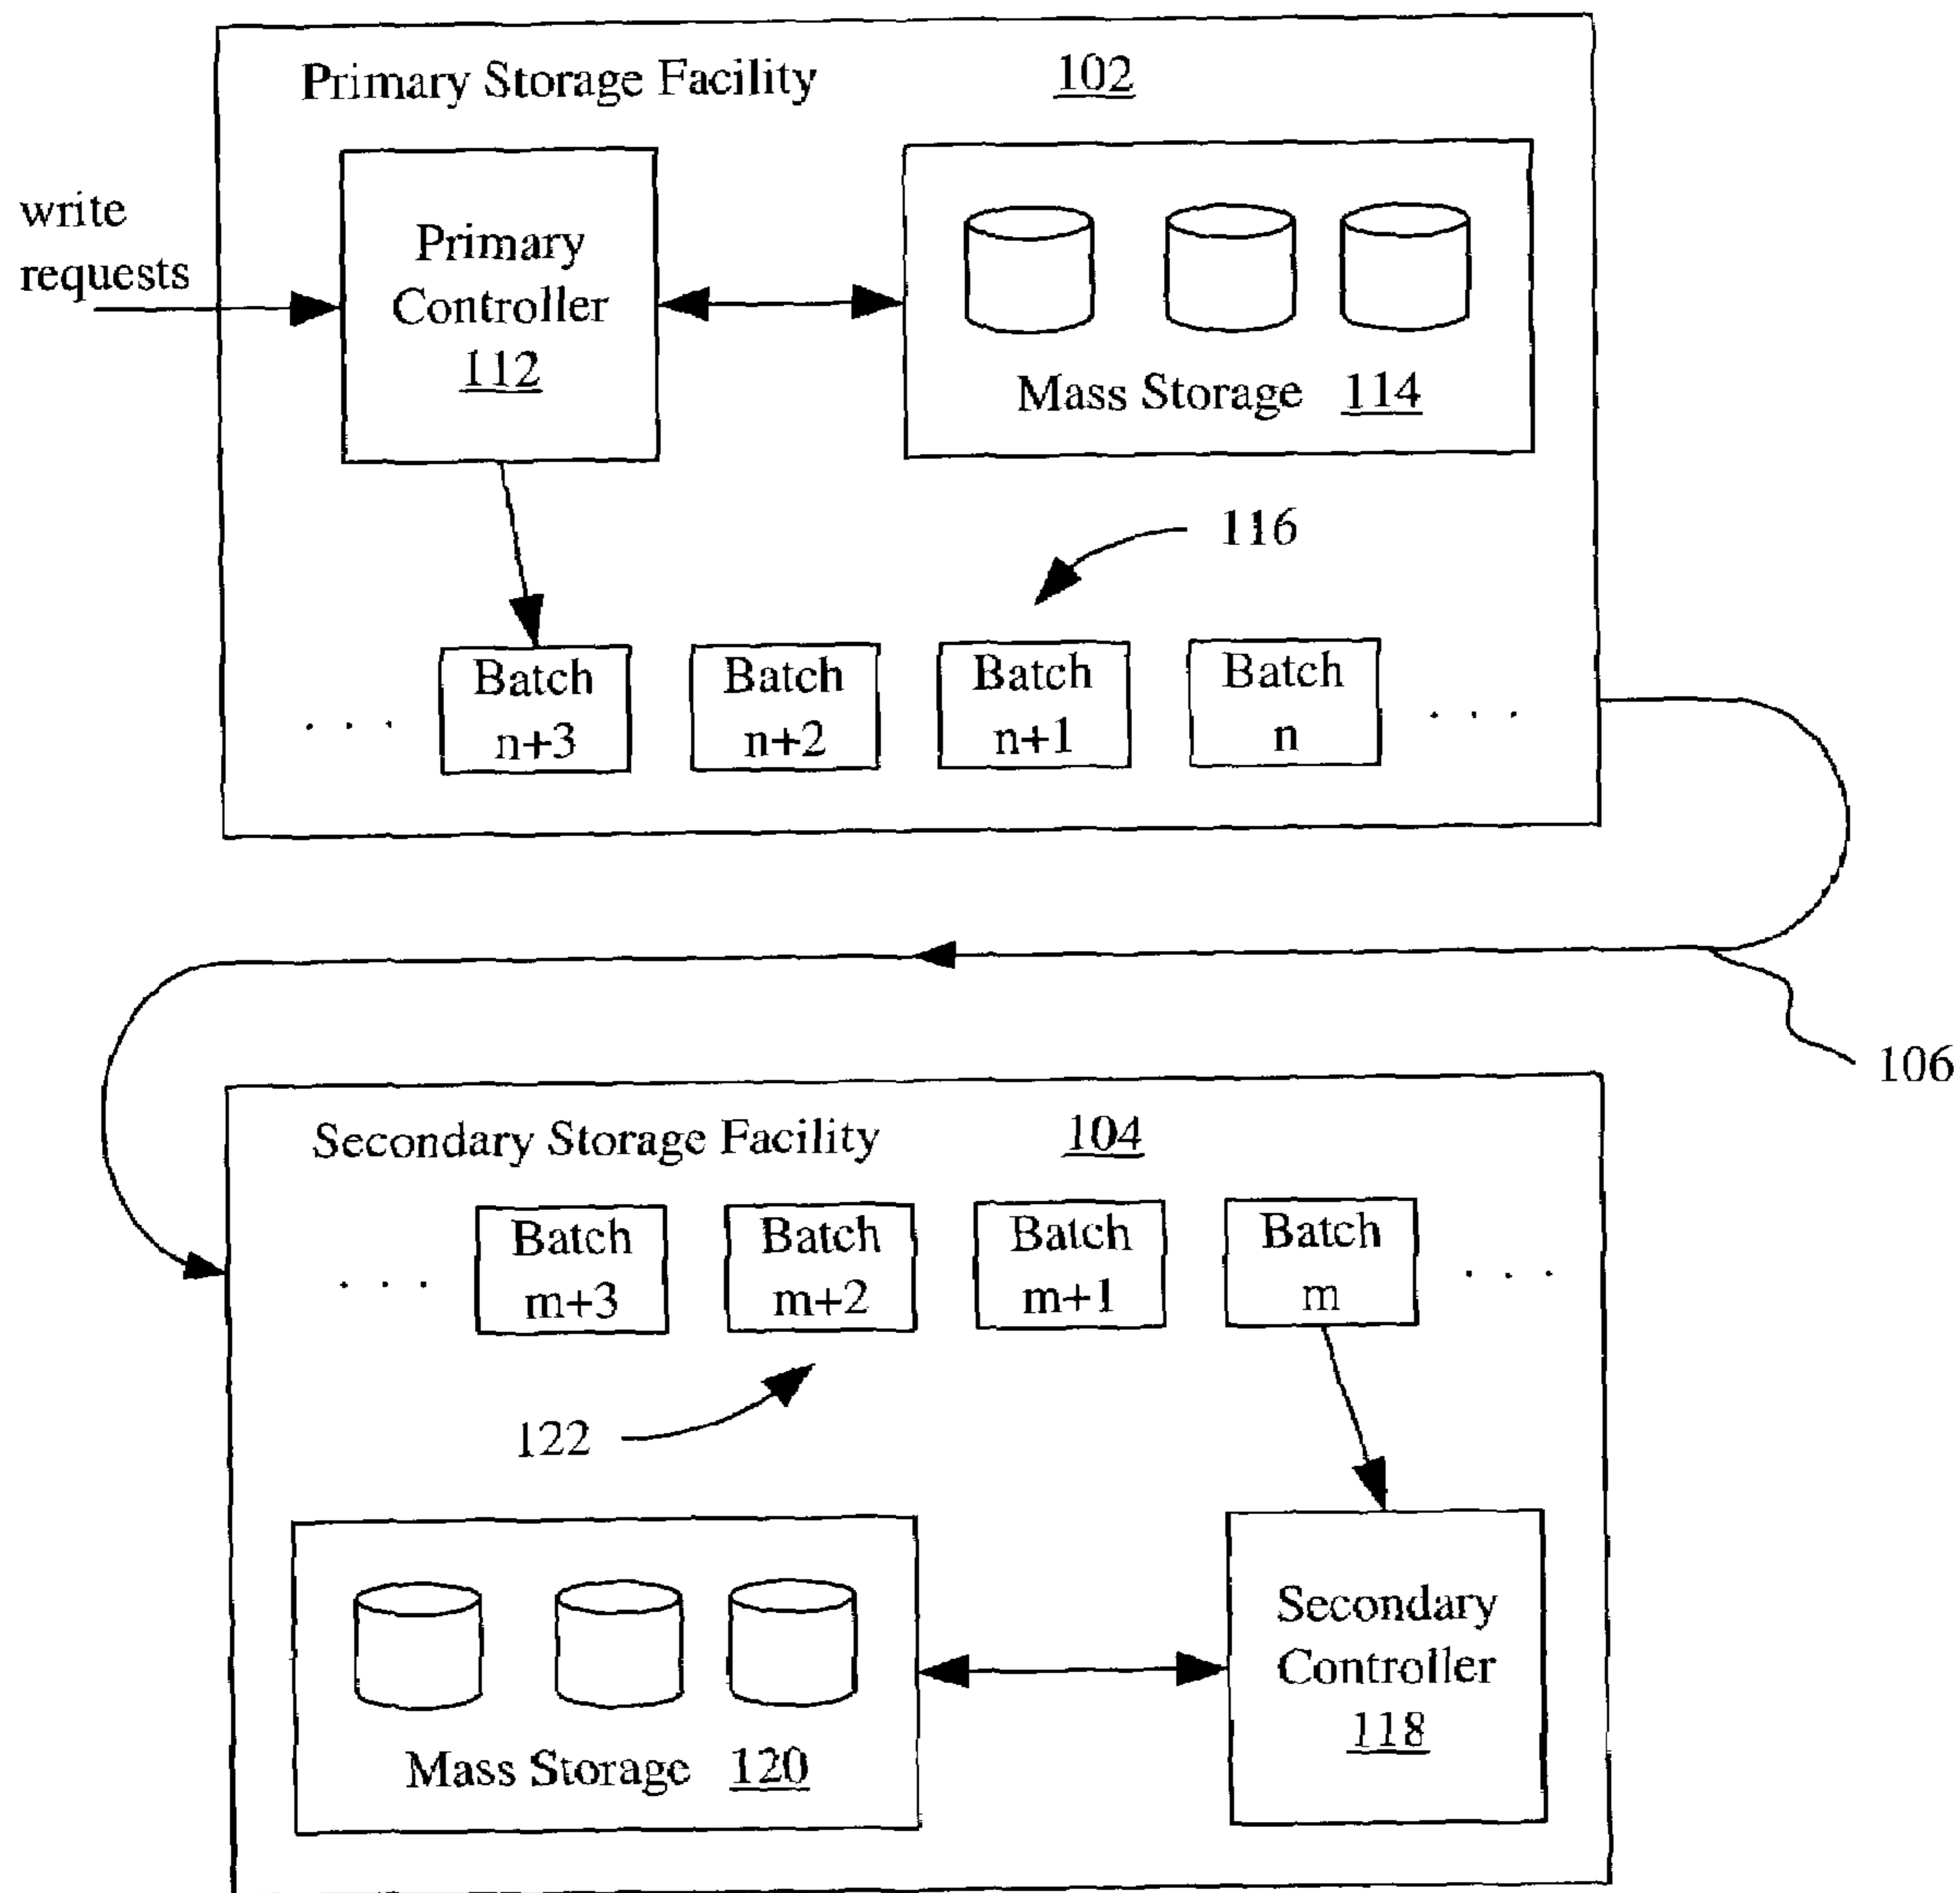 Primary Storage Facility 102
write
requests
Primary
Controller
112
Mass Storage 114
116
. . . Batch n+3
Batch n+2
Batch n+1
Batch n . . .
106
Secondary Storage Facility 104
. . . Batch m+3
Batch m+2
Batch m+1
Batch m . . .
122
Mass Storage 120
Secondary
Controller
118